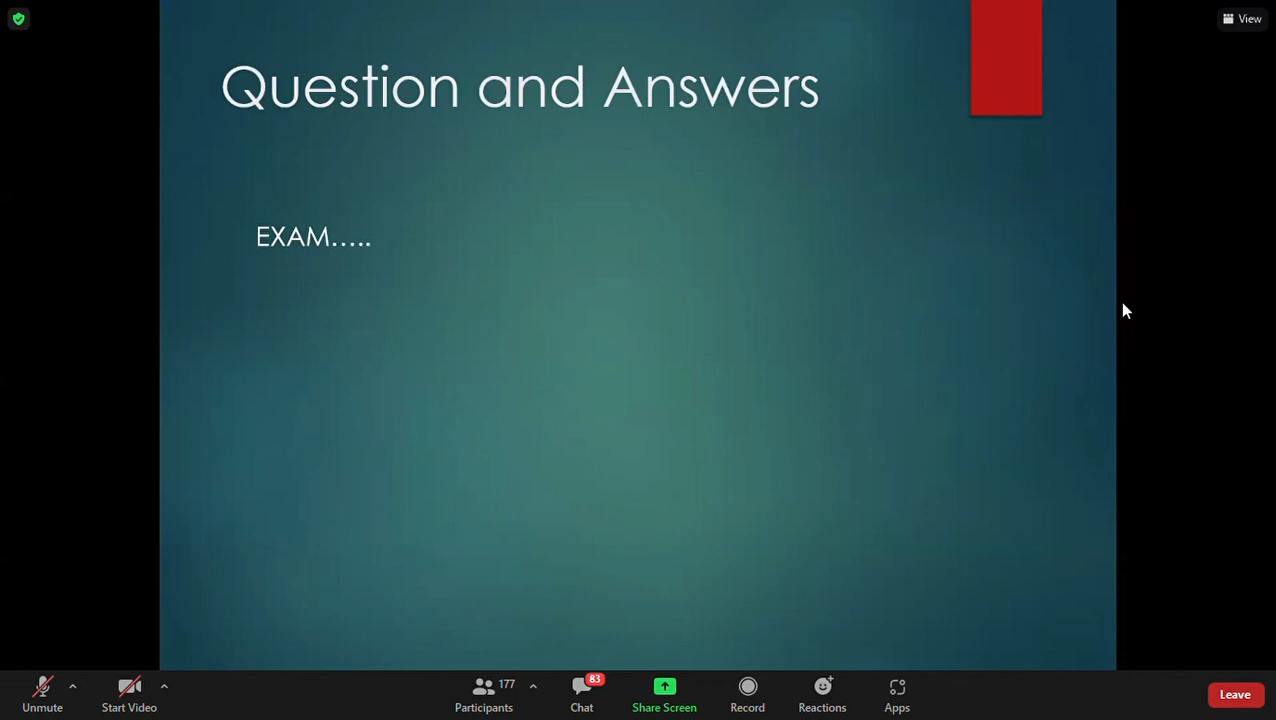 View
Question and Answers
EXAM.....
Unmute
Start Video
177
Participants
83
Chat
Share Screen
Record
Reactions
Apps
Leave